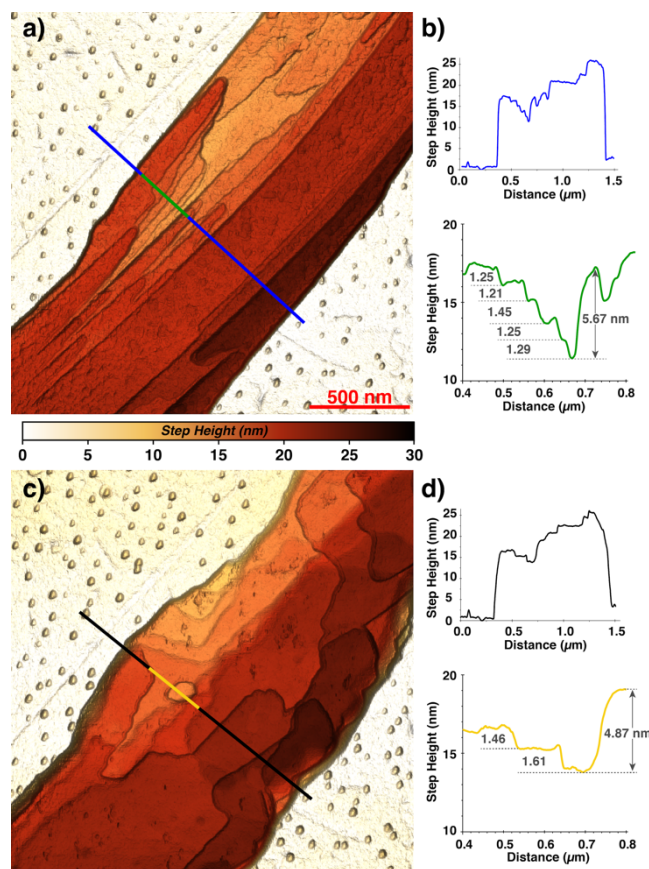 a)
500 nm
b)
Step Height (nm)
25
20
15
10
5
0
0.0 0.5 1.0 1.5
Distance (µm)
Step Height (nm)
20
15
10
1.25
1.21
1.45
1.25
1.29
5.67 nm
0.4 0.5 0.6 0.7 0.8
Distance (µm)
Step Height (nm)
0 5 10 15 20 25 30
c)
d)
Step Height (nm)
25
20
15
10
5
0
0.0 0.5 1.0 1.5
Distance (µm)
Step Height (nm)
20
15
10
1.46
1.61
4.87 nm
0.4 0.5 0.6 0.7 0.8
Distance (µm)